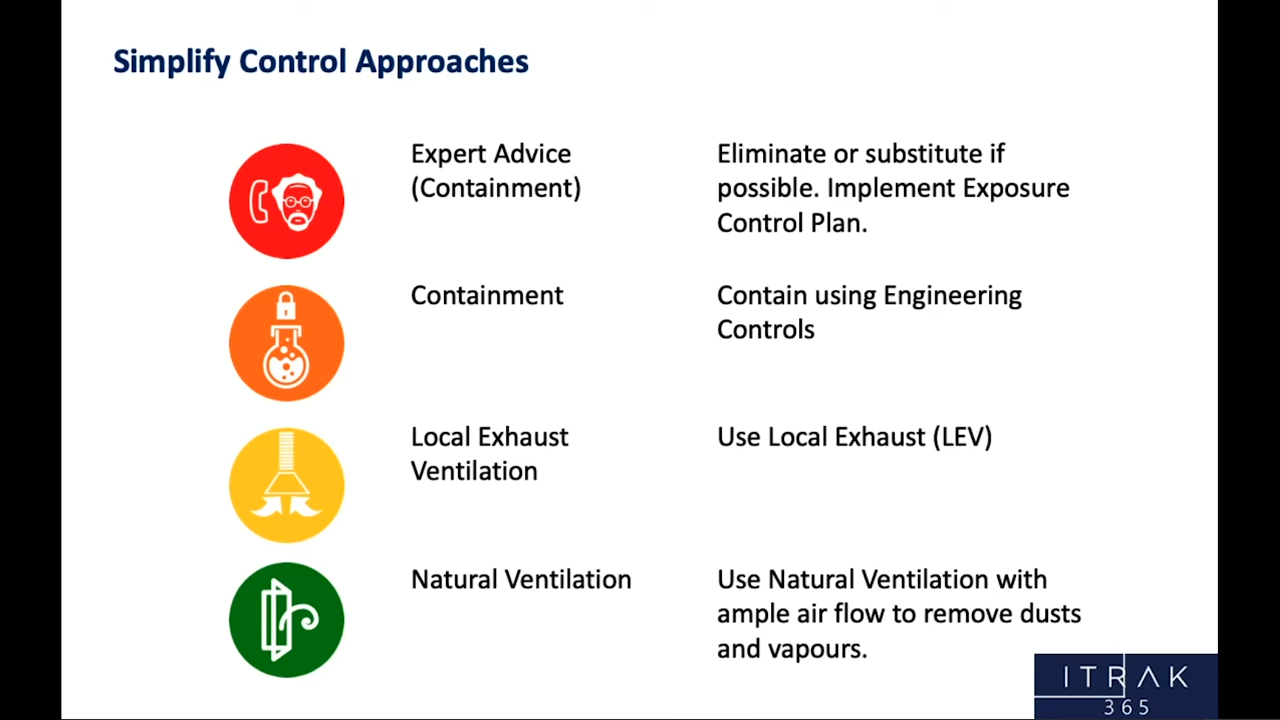 Simplify Control Approaches
Expert Advice
(Containment)
Eliminate or substitute if
possible. Implement Exposure
Control Plan.
Containment
Contain using Engineering
Controls
Local Exhaust
Ventilation
Use Local Exhaust (LEV)
Natural Ventilation
Use Natural Ventilation with
ample air flow to remove dusts
and vapours.
ITRAK
365